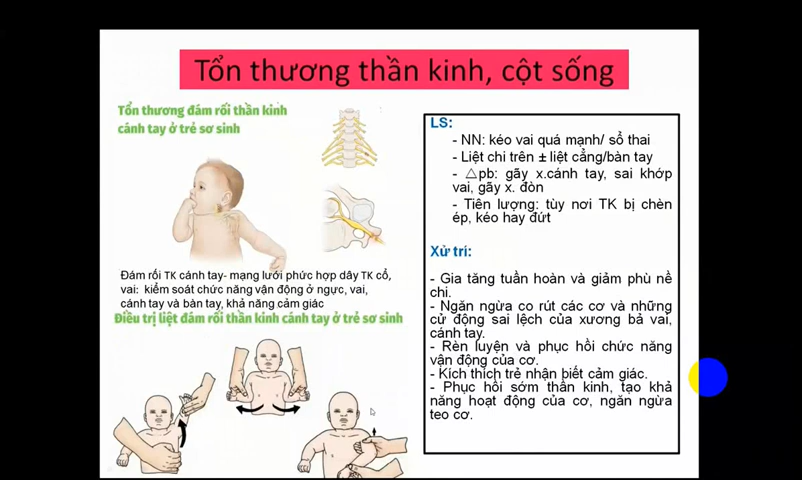 Tổn thương thần kinh, cột sống
Tổn thương đám rối thần kinh
cánh tay ở trẻ sơ sinh
Đám rối TK cánh tay- mạng lưới phức hợp dây TK cổ,
vai: kiểm soát chức năng vận động ở ngực, vai,
cánh tay và bàn tay, khả năng cảm giác
Điều trị liệt đám rối thần kinh cánh tay ở trẻ sơ sinh
LS:
- NN: kéo vai quá mạnh/ sổ thai
- Liệt chi trên ± liệt cẳng/bàn tay
- △pb: gãy x.cánh tay, sai khớp
vai, gãy x. đòn
- Tiên lượng: tùy nơi TK bị chèn
ép, kéo hay đứt
Xử trí:
- Gia tăng tuần hoàn và giảm phù nề
chi.
- Ngăn ngừa co rút các cơ và những
cử động sai lệch của xương bả vai,
cánh tay.
- Rèn luyện và phục hồi chức năng
vận động của cơ.
- Kích thích trẻ nhận biết cảm giác.
- Phục hồi sớm thần kinh, tạo khả
năng hoạt động của cơ, ngăn ngừa
teo cơ.